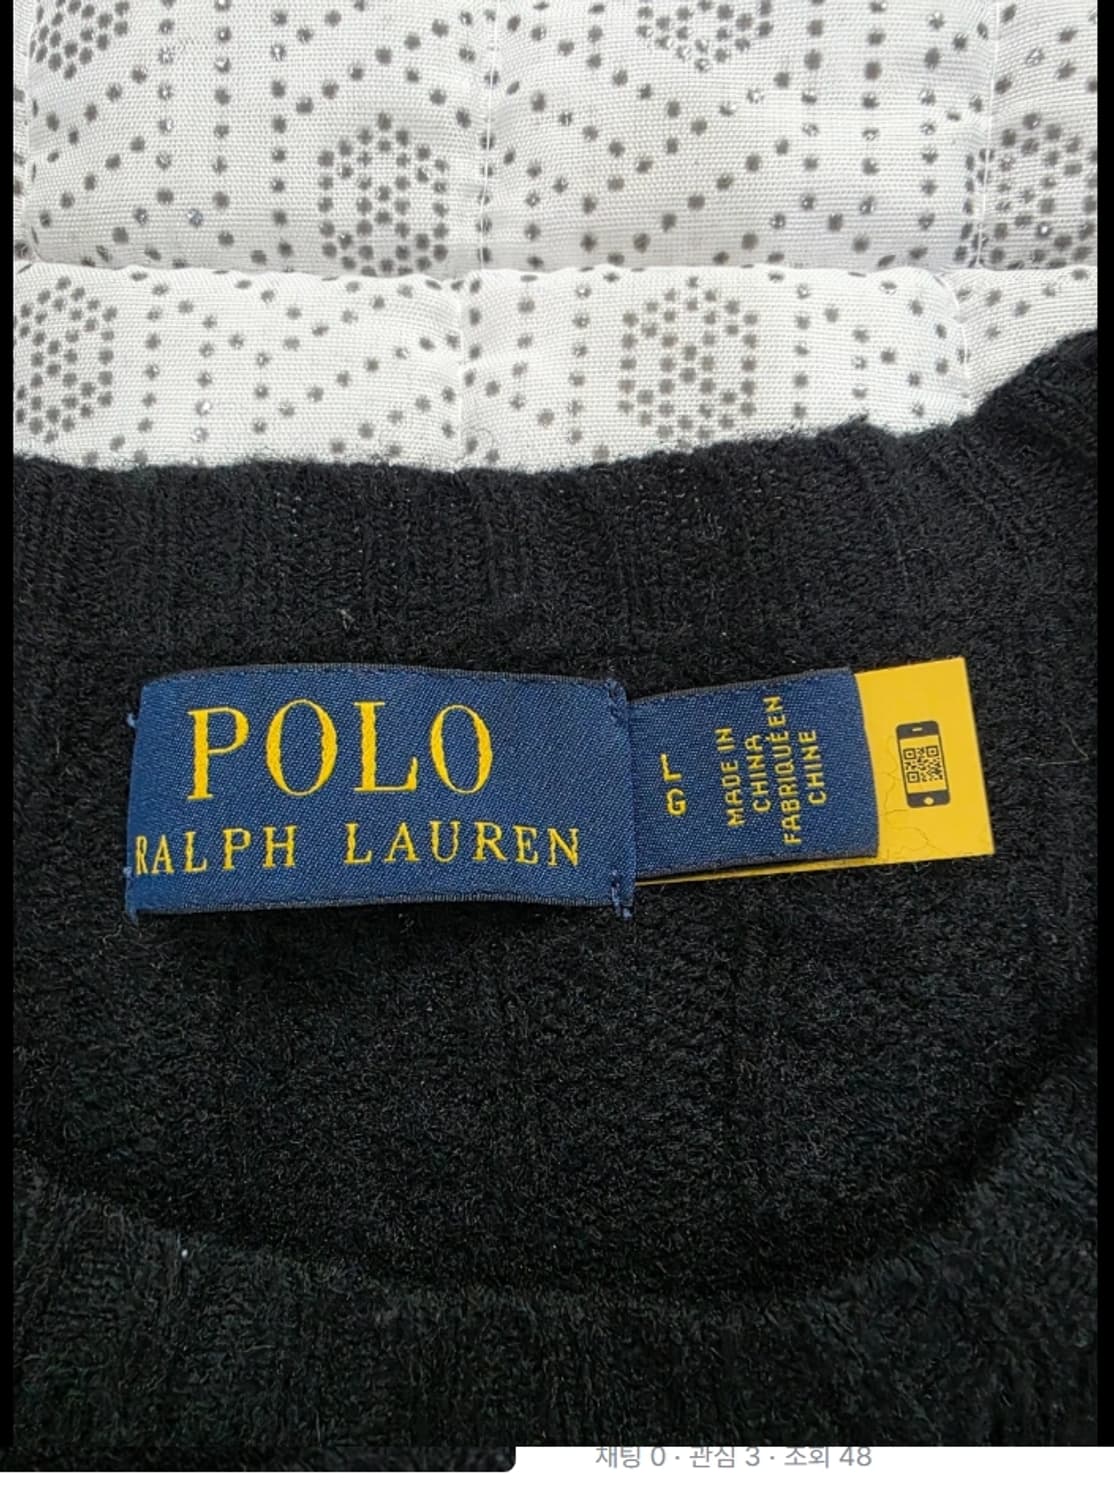 POLO
RALPH LAUREN
L
G
MADE IN
CHINA
FABRIQUÉ EN
CHINE
채팅 0 · 관심 3 · 조회 48